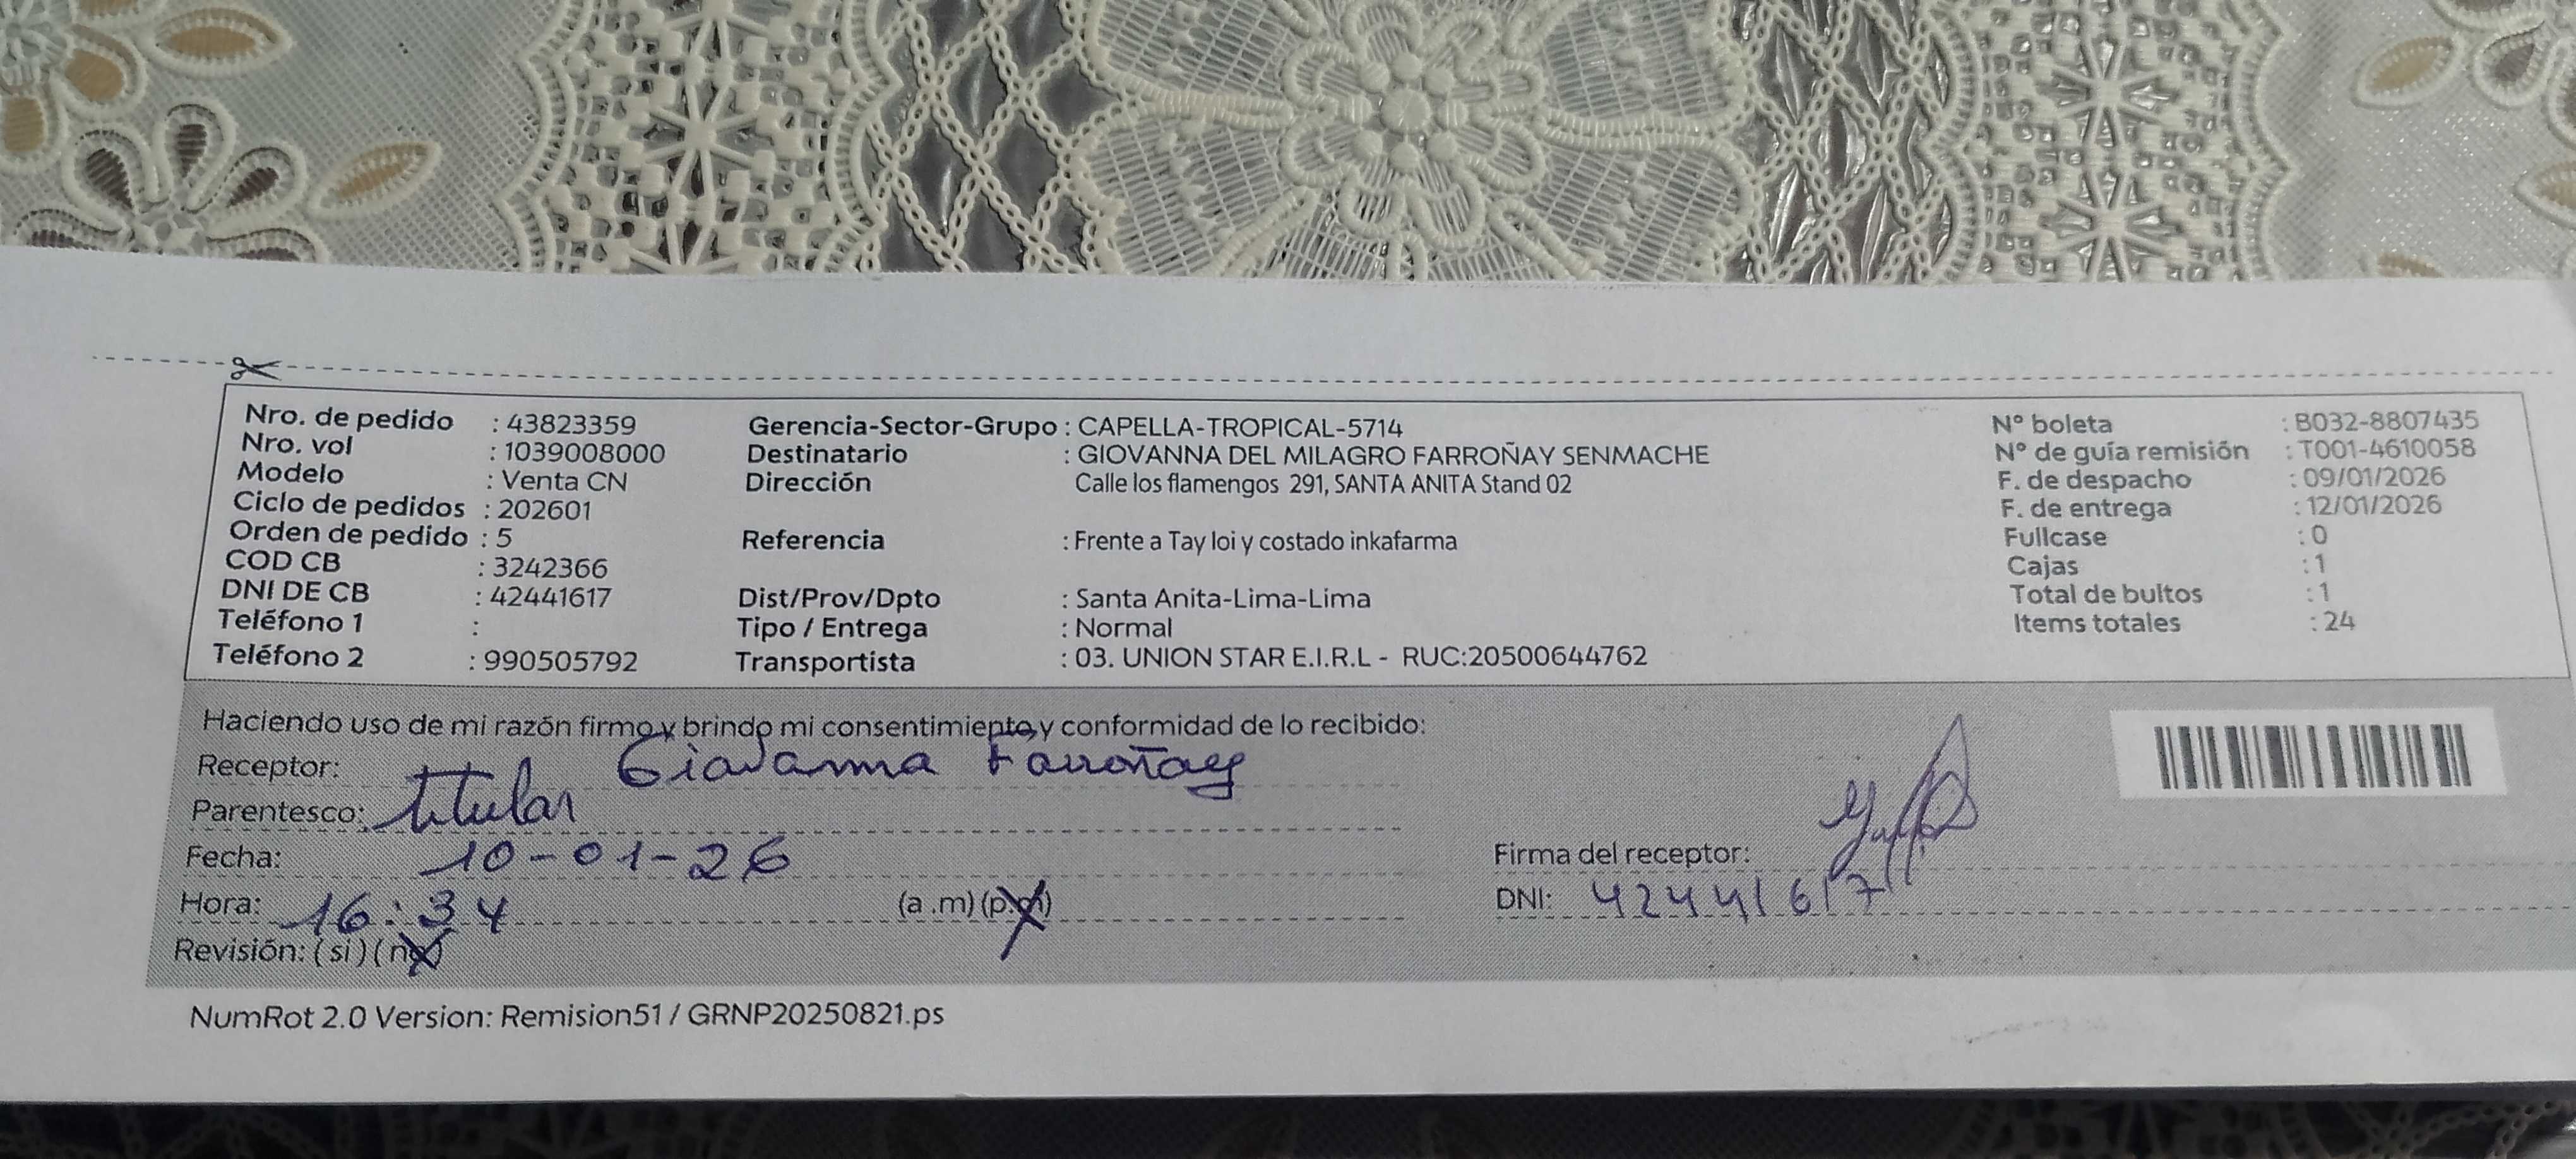 Nro. de pedido : 43823359
Nro. vol : 1039008000
Modelo : Venta CN
Ciclo de pedidos : 202601
Orden de pedido : 5
COD CB : 3242366
DNI DE CB : 42441617
Teléfono 1 :
Teléfono 2 : 990505792
Gerencia-Sector-Grupo : CAPELLA-TROPICAL-5714
Destinatario : GIOVANNA DEL MILAGRO FARROÑAY SENMACHE
Dirección Calle los flamengos 291, SANTA ANITA Stand 02
Referencia : Frente a Tay loi y costado inkafarma
Dist/Prov/Dpto : Santa Anita-Lima-Lima
Tipo / Entrega : Normal
Transportista : 03. UNION STAR E.I.R.L - RUC:20500644762
Nº boleta : B032-8807435
Nº de guía remisión : T001-4610058
F. de despacho : 09/01/2026
F. de entrega : 12/01/2026
Fullcase : 0
Cajas : 1
Total de bultos : 1
Items totales : 24
Haciendo uso de mi razón firmo y brindo mi consentimiento y conformidad de lo recibido:
Receptor: Giovanna Farroñay
Parentesco: titular
Fecha: 10-01-26
Hora: 16:34 (a .m) (p.m)
Revisión: ( si ) ( no )
Firma del receptor:
DNI: 42441617
NumRot 2.0 Version: Remision51 / GRNP20250821.ps